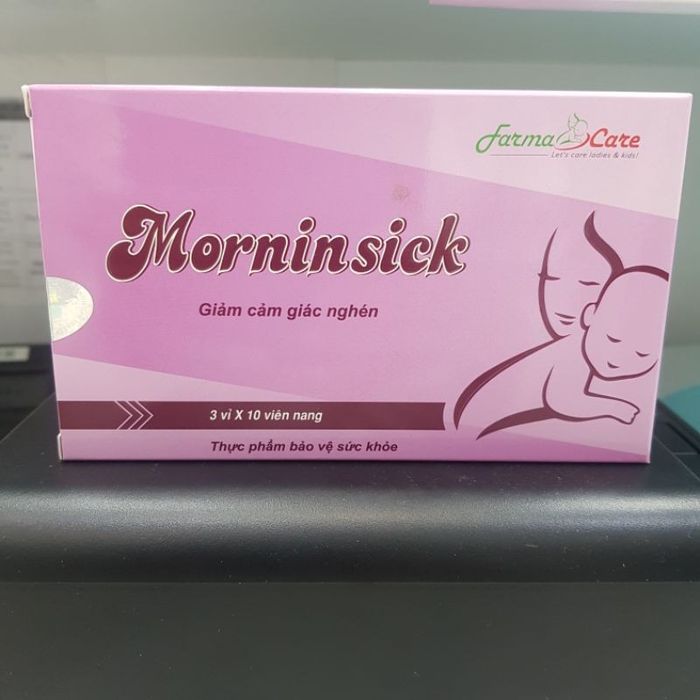 Farma Care
Let's care ladies & kids!
Morninsick
Giảm cảm giác nghén
3 vỉ X 10 viên nang
Thực phẩm bảo vệ sức khỏe